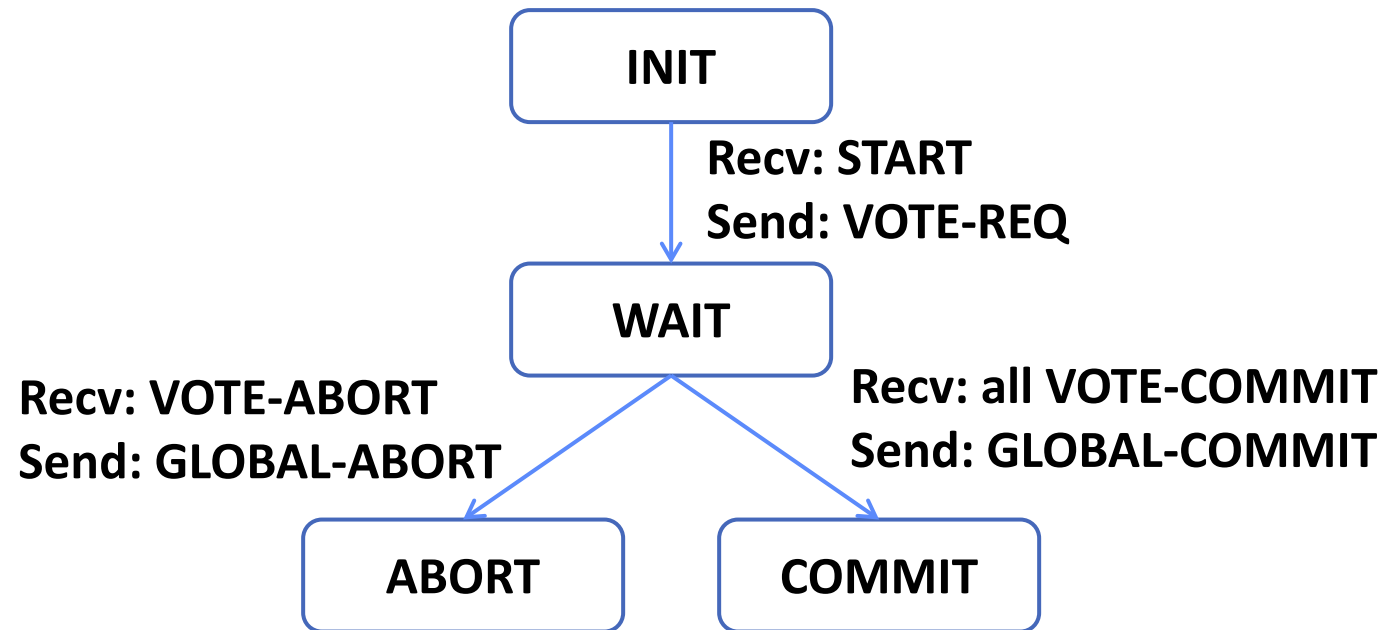 INIT
Recv: START
Send: VOTE-REQ
WAIT
Recv: VOTE-ABORT
Send: GLOBAL-ABORT
Recv: all VOTE-COMMIT
Send: GLOBAL-COMMIT
ABORT
COMMIT